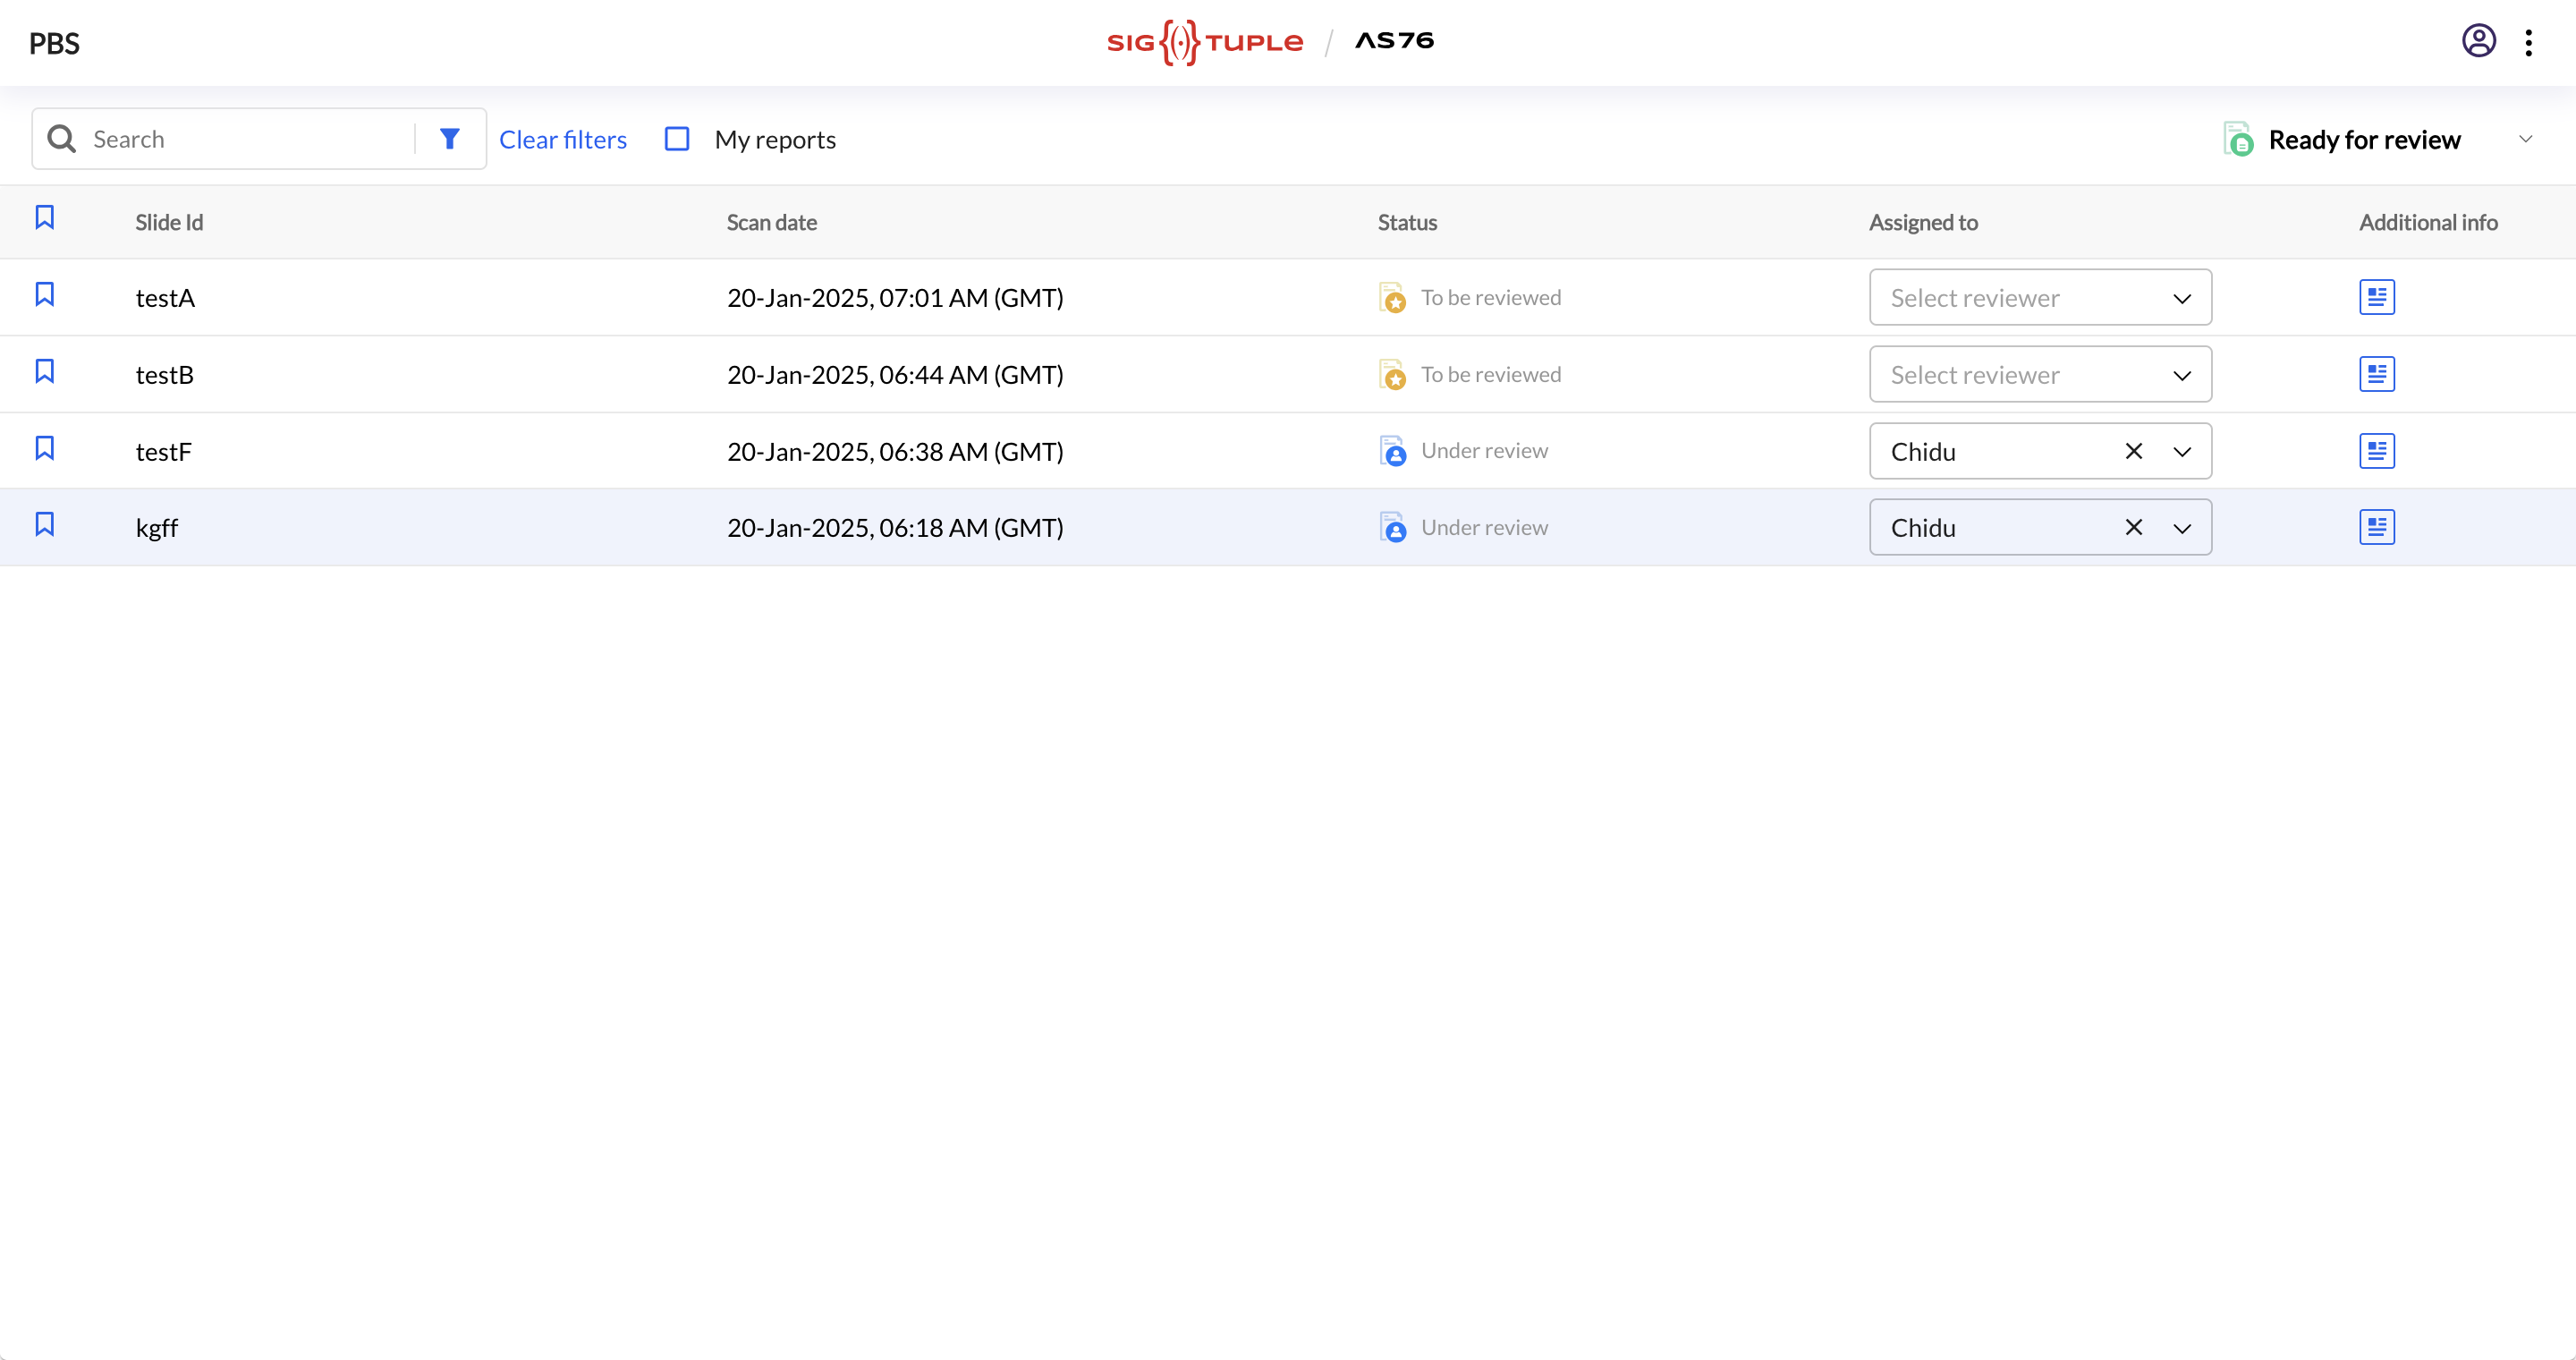 PBS
SIG{(·)}TUPLE / AS76
Search
Clear filters
My reports
Ready for review
Slide Id Scan date Status Assigned to Additional info
testA 20-Jan-2025, 07:01 AM (GMT) To be reviewed Select reviewer
testB 20-Jan-2025, 06:44 AM (GMT) To be reviewed Select reviewer
testF 20-Jan-2025, 06:38 AM (GMT) Under review Chidu
kgff 20-Jan-2025, 06:18 AM (GMT) Under review Chidu